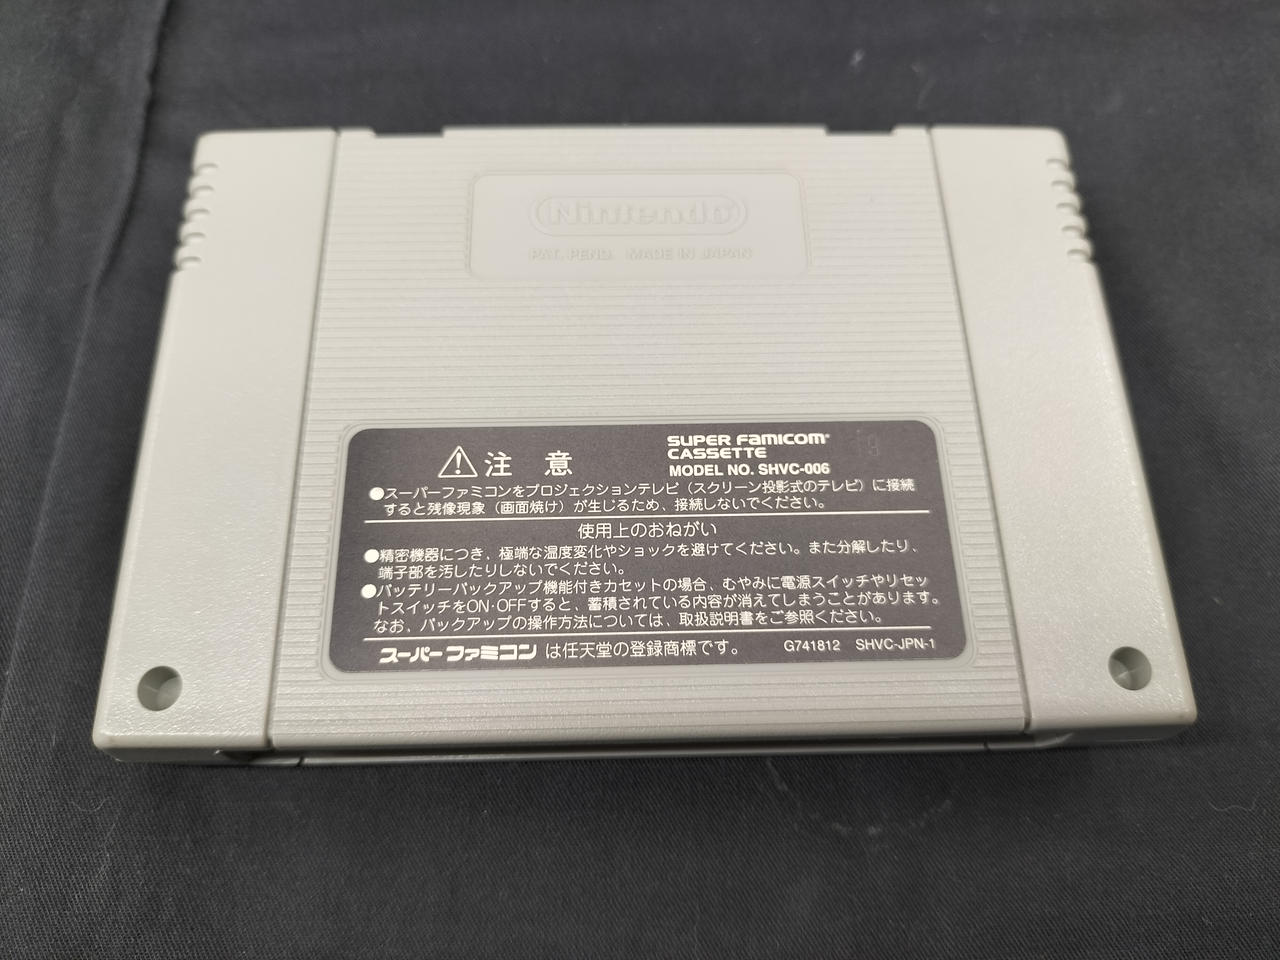 Nintendo
PAT. PEND. MADE IN JAPAN
注意
SUPER FAMICOM
CASSETTE
MODEL NO. SHVC-006
●スーパーファミコンをプロジェクションテレビ（スクリーン投影式のテレビ）に接続
すると残像現象（画面焼け）が生じるため、接続しないでください。
使用上のおねがい
●精密機器につき、極端な温度変化やショックを避けてください。また分解したり、
端子部を汚したりしないでください。
●バッテリーバックアップ機能付きカセットの場合、むやみに電源スイッチやリセッ
トスイッチをON・OFFすると、蓄積されている内容が消えてしまうことがあります。
なお、バックアップの操作方法については、取扱説明書をご参照ください。
スーパーファミコンは任天堂の登録商標です。 G741812 SHVC-JPN-1